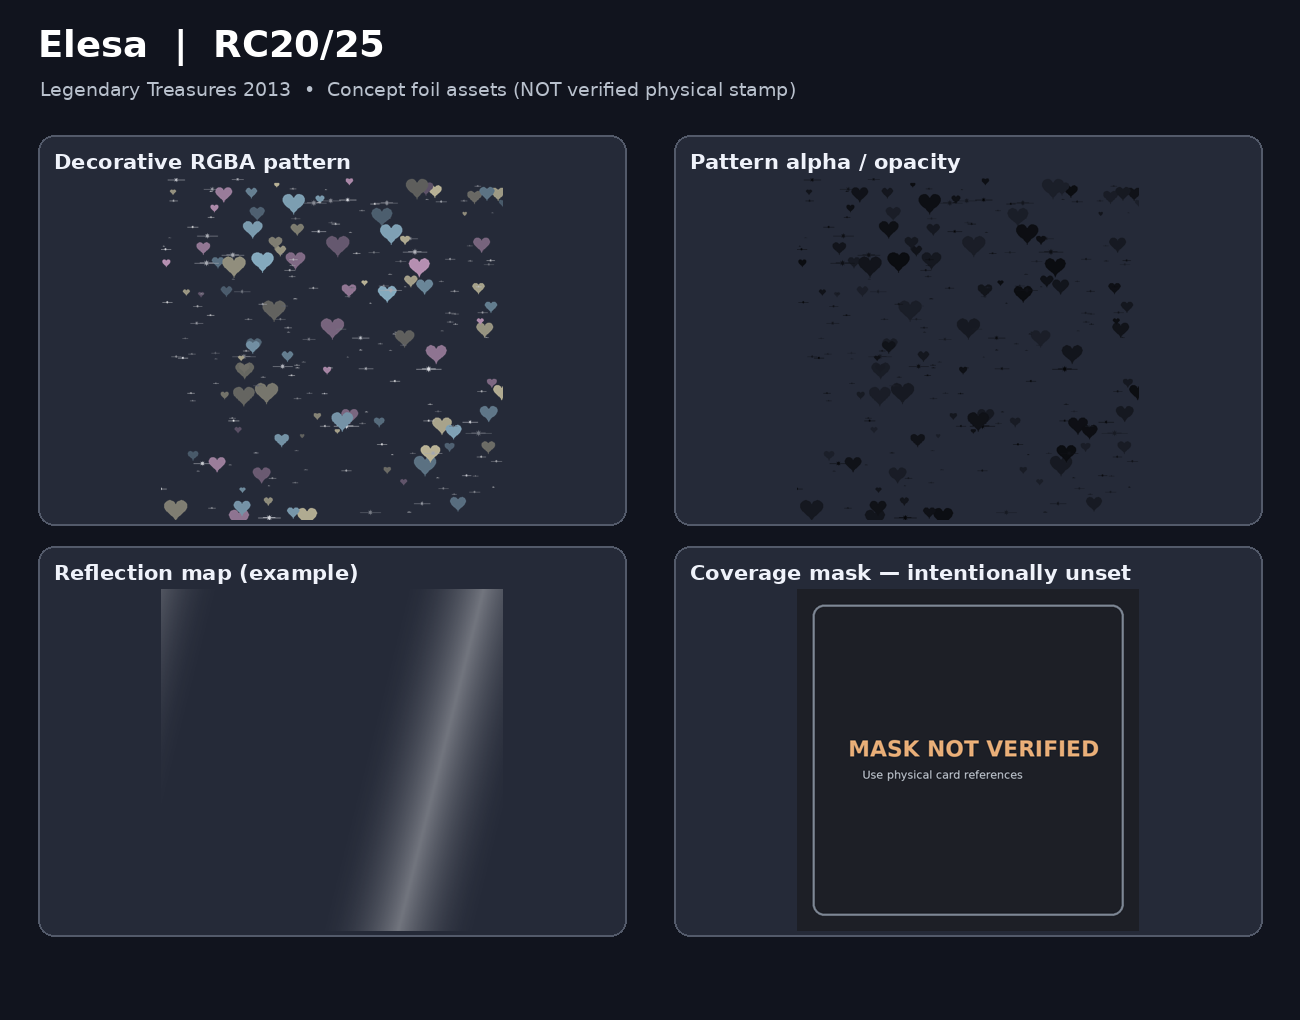 Elesa | RC20/25
Legendary Treasures 2013 • Concept foil assets (NOT verified physical stamp)
Decorative RGBA pattern
Pattern alpha / opacity
Reflection map (example)
Coverage mask — intentionally unset
MASK NOT VERIFIED
Use physical card references